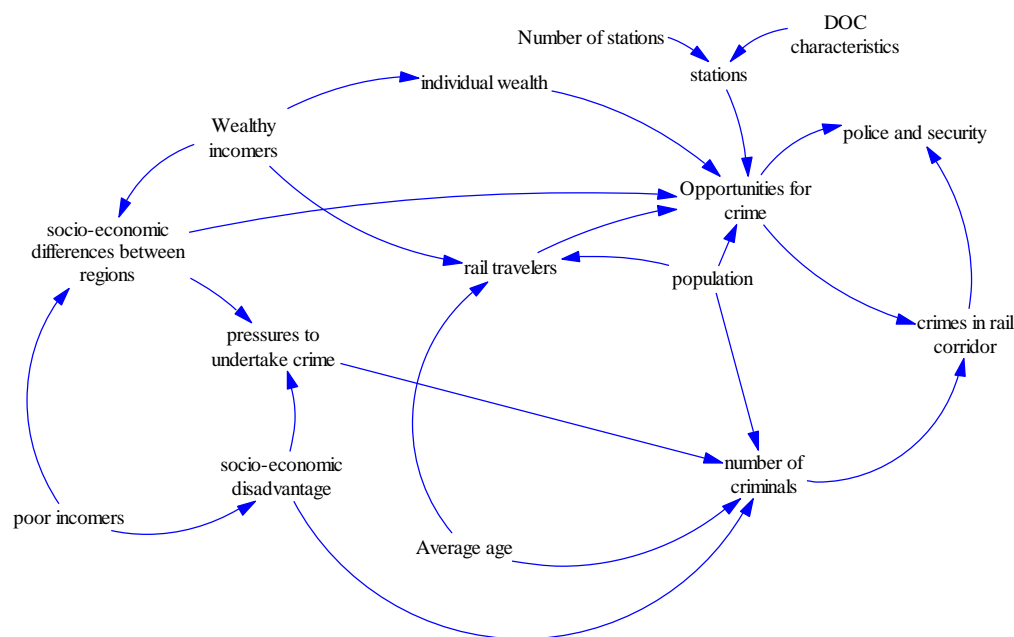 Number of stations
DOC
characteristics
stations
individual wealth
Wealthy
incomers
police and security
Opportunities for
crime
socio-economic
differences between
regions
rail travelers
population
pressures to
undertake crime
crimes in rail
corridor
socio-economic
disadvantage
number of
criminals
poor incomers
Average age